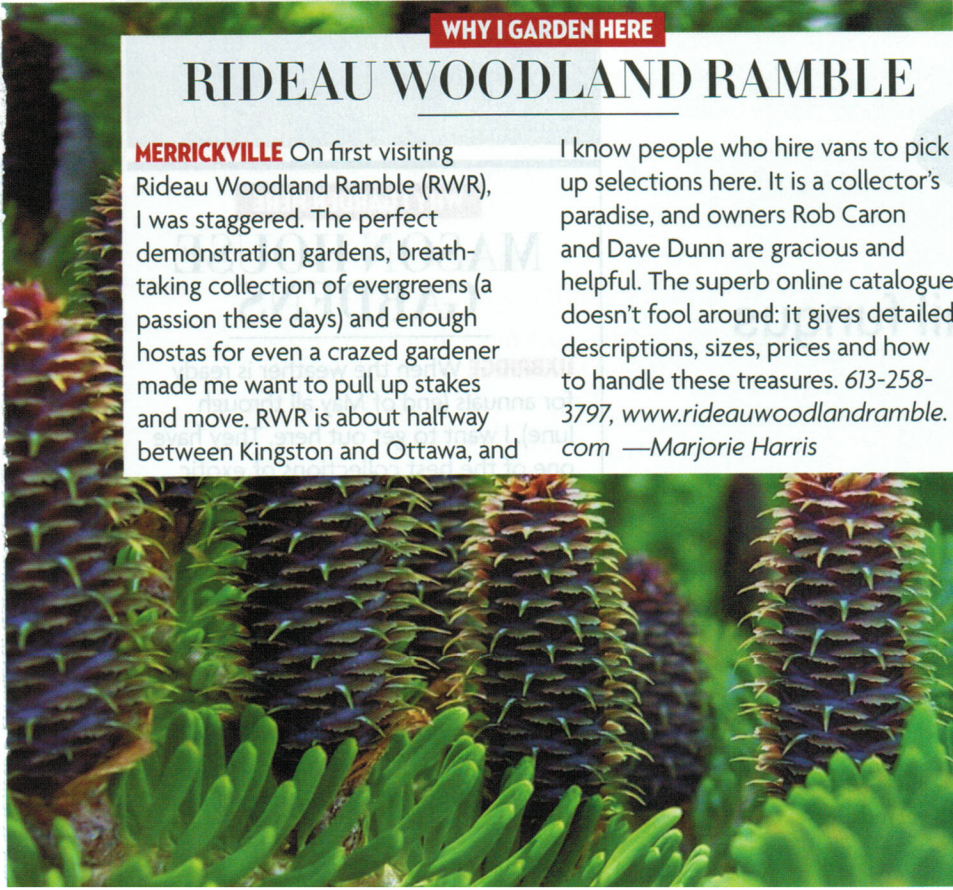 WHY I GARDEN HERE
RIDEAU WOODLAND RAMBLE
MERRICKVILLE On first visiting
Rideau Woodland Ramble (RWR),
I was staggered. The perfect
demonstration gardens, breath-
taking collection of evergreens (a
passion these days) and enough
hostas for even a crazed gardener
made me want to pull up stakes
and move. RWR is about halfway
between Kingston and Ottawa, and
I know people who hire vans to pick
up selections here. It is a collector's
paradise, and owners Rob Caron
and Dave Dunn are gracious and
helpful. The superb online catalogue
doesn't fool around: it gives detailed
descriptions, sizes, prices and how
to handle these treasures. 613-258-
3797, www.rideauwoodlandramble.
com —Marjorie Harris